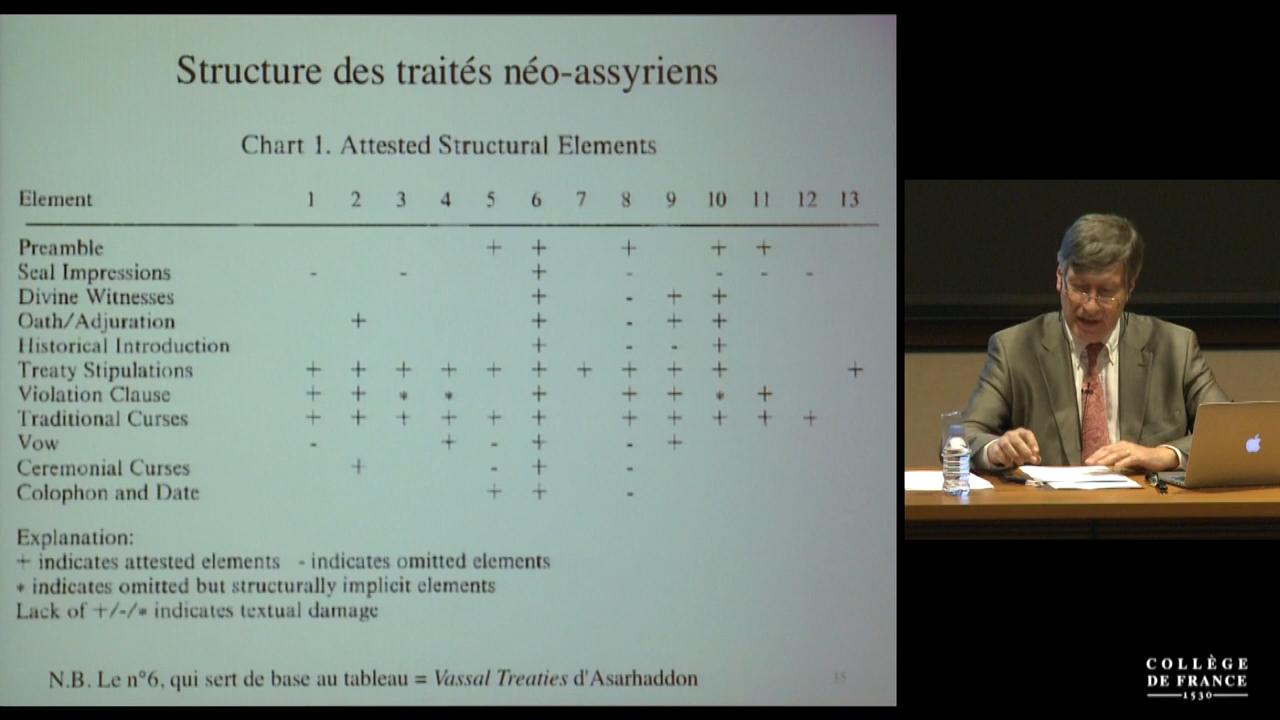 Structure des traités néo-assyriens
Chart 1. Attested Structural Elements
Element 1 2 3 4 5 6 7 8 9 10 11 12 13
Preamble + + + + +
Seal Impressions - - + - - - -
Divine Witnesses + - + +
Oath/Adjuration + + - + +
Historical Introduction + - - +
Treaty Stipulations + + + + + + + + + + +
Violation Clause + + * * + + + * +
Traditional Curses + + + + + + + + + + +
Vow - + - + - +
Ceremonial Curses + - + -
Colophon and Date + + -
Explanation:
+ indicates attested elements - indicates omitted elements
* indicates omitted but structurally implicit elements
Lack of +/-/* indicates textual damage
N.B. Le n°6, qui sert de base au tableau = Vassal Treaties d'Asarhaddon
15
COLLÈGE
DE FRANCE
1530